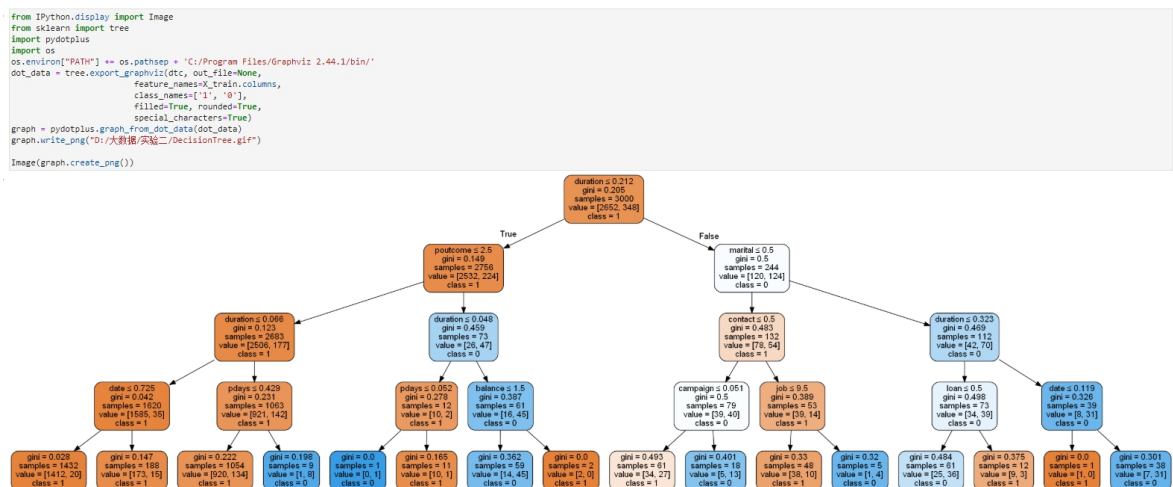 from IPython.display import Image
from sklearn import tree
import pydotplus
import os
os.environ["PATH"] += os.pathsep + 'C:/Program Files/Graphviz 2.44.1/bin/'
dot_data = tree.export_graphviz(dtc, out_file=None,
feature_names=X_train.columns,
class_names=['1', '0'],
filled=True, rounded=True,
special_characters=True)
graph = pydotplus.graph_from_dot_data(dot_data)
graph.write_png("D:/大数据/实验二/DecisionTree.gif")
Image(graph.create_png())
duration ≤ 0.212
gini = 0.205
samples = 3000
value = [2652, 348]
class = 1
True
False
poutcome ≤ 2.5
gini = 0.149
samples = 2756
value = [2532, 224]
class = 1
marital ≤ 0.5
gini = 0.5
samples = 244
value = [120, 124]
class = 0
duration ≤ 0.066
gini = 0.123
samples = 2683
value = [2506, 177]
class = 1
duration ≤ 0.048
gini = 0.459
samples = 73
value = [26, 47]
class = 0
contact ≤ 0.5
gini = 0.483
samples = 132
value = [78, 54]
class = 1
duration ≤ 0.323
gini = 0.469
samples = 112
value = [42, 70]
class = 0
date ≤ 0.725
gini = 0.042
samples = 1620
value = [1585, 35]
class = 1
pdays ≤ 0.429
gini = 0.231
samples = 1063
value = [921, 142]
class = 1
pdays ≤ 0.052
gini = 0.278
samples = 12
value = [10, 2]
class = 1
balance ≤ 1.5
gini = 0.387
samples = 61
value = [16, 45]
class = 0
campaign ≤ 0.051
gini = 0.5
samples = 79
value = [39, 40]
class = 0
job ≤ 9.5
gini = 0.389
samples = 53
value = [39, 14]
class = 1
loan ≤ 0.5
gini = 0.498
samples = 73
value = [34, 39]
class = 0
date ≤ 0.119
gini = 0.326
samples = 39
value = [8, 31]
class = 0
gini = 0.028
samples = 1432
value = [1412, 20]
class = 1
gini = 0.147
samples = 188
value = [173, 15]
class = 1
gini = 0.222
samples = 1054
value = [920, 134]
class = 1
gini = 0.198
samples = 9
value = [1, 8]
class = 0
gini = 0.0
samples = 1
value = [0, 1]
class = 0
gini = 0.165
samples = 11
value = [10, 1]
class = 1
gini = 0.362
samples = 59
value = [14, 45]
class = 0
gini = 0.0
samples = 2
value = [2, 0]
class = 1
gini = 0.493
samples = 61
value = [34, 27]
class = 1
gini = 0.401
samples = 18
value = [5, 13]
class = 0
gini = 0.33
samples = 48
value = [38, 10]
class = 1
gini = 0.32
samples = 5
value = [1, 4]
class = 0
gini = 0.484
samples = 61
value = [25, 36]
class = 0
gini = 0.375
samples = 12
value = [9, 3]
class = 1
gini = 0.0
samples = 1
value = [1, 0]
class = 1
gini = 0.301
samples = 38
value = [7, 31]
class = 0